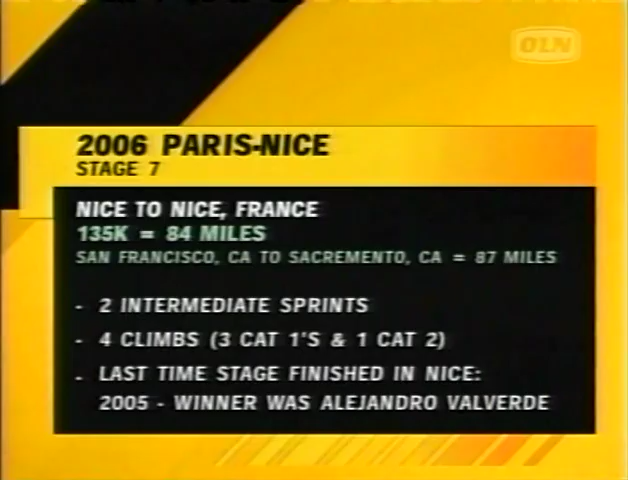 OLN
2006 PARIS-NICE
STAGE 7
NICE TO NICE, FRANCE
135K = 84 MILES
SAN FRANCISCO, CA TO SACREMENTO, CA = 87 MILES
- 2 INTERMEDIATE SPRINTS
- 4 CLIMBS (3 CAT 1'S & 1 CAT 2)
- LAST TIME STAGE FINISHED IN NICE:
2005 - WINNER WAS ALEJANDRO VALVERDE